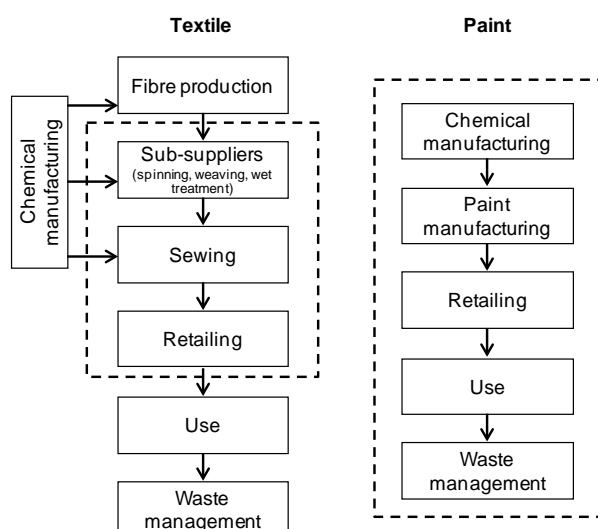 Textile
Fibre production
Chemical
manufacturing
Sub-suppliers
(spinning, weaving, wet
treatment)
Sewing
Retailing
Use
Waste
management
Paint
Chemical
manufacturing
Paint
manufacturing
Retailing
Use
Waste
management